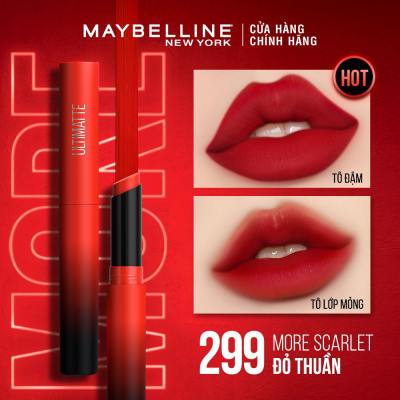 MAYBELLINE
NEW YORK
CỬA HÀNG
CHÍNH HÃNG
HOT
MORE
MORE
ULTIMATTE
TÔ ĐẬM
TÔ LỚP MỎNG
299 MORE SCARLET
ĐỎ THUẦN